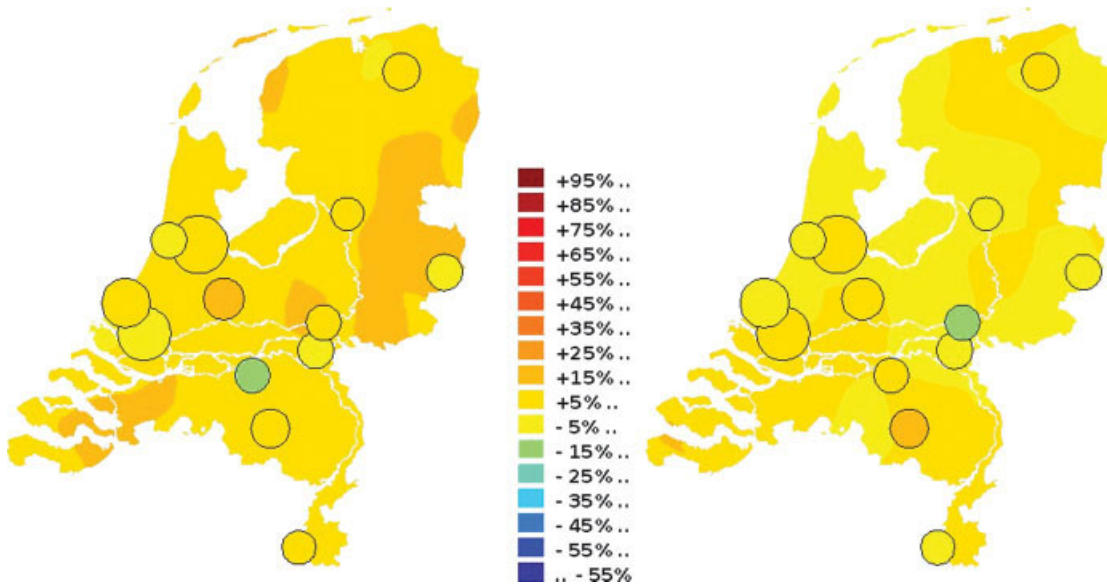 +95% ..
+85% ..
+75% ..
+65% ..
+55% ..
+45% ..
+35% ..
+25% ..
+15% ..
+5% ..
- 5% ..
- 15% ..
- 25% ..
- 35% ..
- 45% ..
- 55% ..
.. - 55%